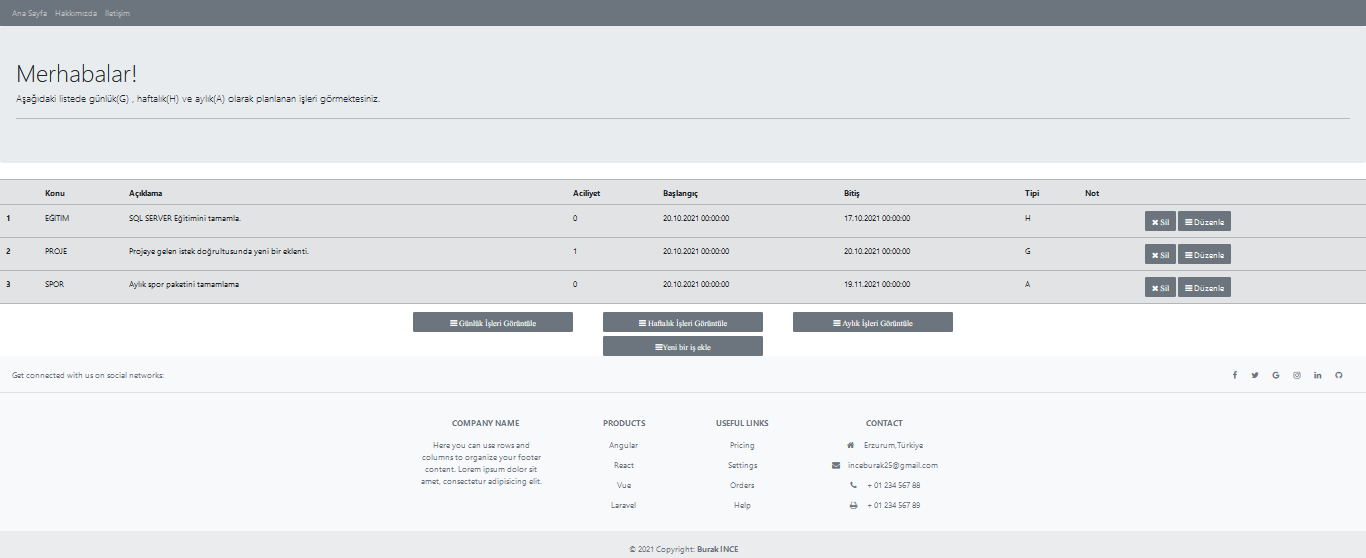 Ana Sayfa Hakkımızda İletişim
Merhabalar!
Aşağıdaki listede günlük(G) , haftalık(H) ve aylık(A) olarak planlanan işleri görmektesiniz.
Konu Açıklama Aciliyet Başlangıç Bitiş Tipi Not
1 EĞİTİM SQL SERVER Eğitimini tamamla. 0 20.10.2021 00:00:00 17.10.2021 00:00:00 H Sil Düzenle
2 PROJE Projeye gelen istek doğrultusunda yeni bir eklenti. 1 20.10.2021 00:00:00 20.10.2021 00:00:00 G Sil Düzenle
3 SPOR Aylık spor paketini tamamlama 0 20.10.2021 00:00:00 19.11.2021 00:00:00 A Sil Düzenle
Günlük İşleri Görüntüle Haftalık İşleri Görüntüle Aylık İşleri Görüntüle
Yeni bir iş ekle
Get connected with us on social networks:
COMPANY NAME
Here you can use rows and
columns to organize your footer
content. Lorem ipsum dolor sit
amet, consectetur adipisicing elit.
PRODUCTS
Angular
React
Vue
Laravel
USEFUL LINKS
Pricing
Settings
Orders
Help
CONTACT
Erzurum,Türkiye
inceburak25@gmail.com
+ 01 234 567 88
+ 01 234 567 89
© 2021 Copyright: Burak INCE